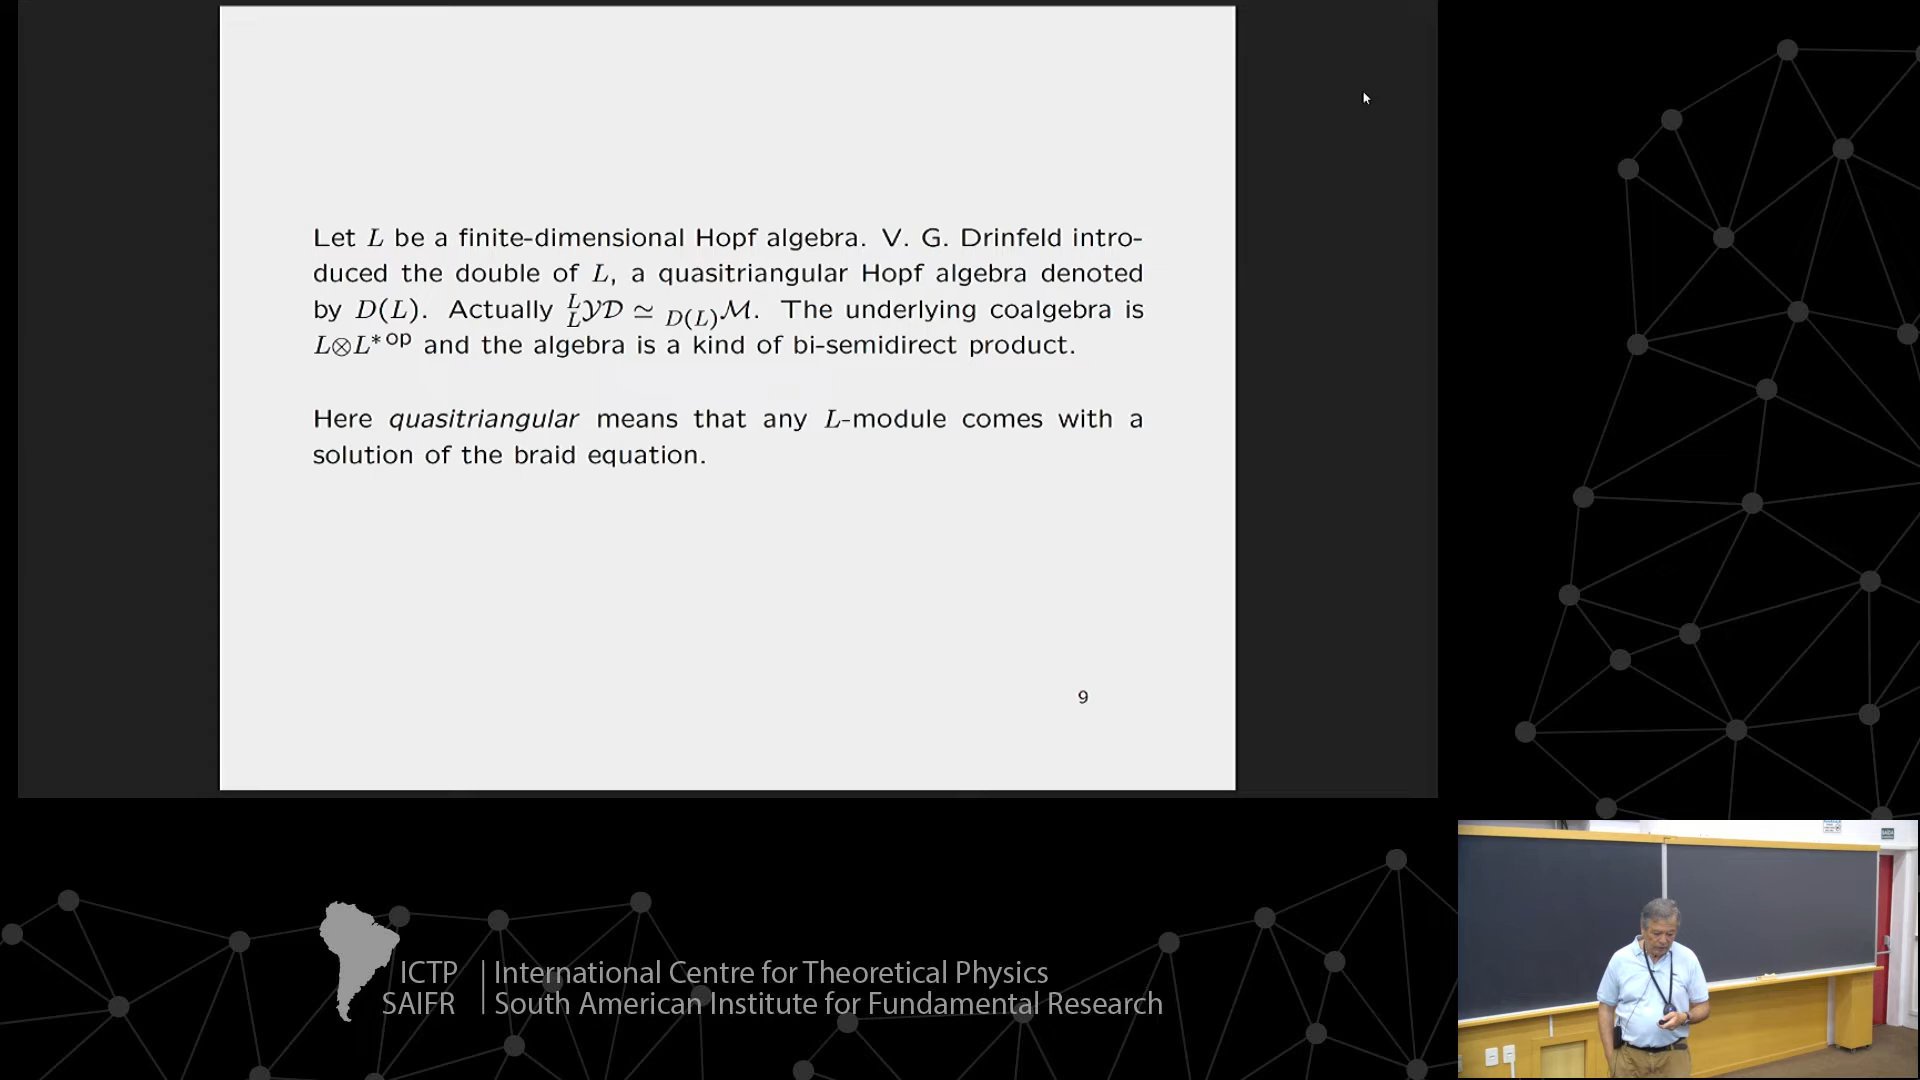 Let L be a finite-dimensional Hopf algebra. V. G. Drinfeld intro-
duced the double of L, a quasitriangular Hopf algebra denoted
by D(L). Actually $^L_L\mathcal{YD} \simeq {}_{D(L)}\mathcal{M}$. The underlying coalgebra is
L⊗L*ᵒᵖ and the algebra is a kind of bi-semidirect product.
Here quasitriangular means that any L-module comes with a
solution of the braid equation.
9
ICTP | International Centre for Theoretical Physics
SAIFR | South American Institute for Fundamental Research